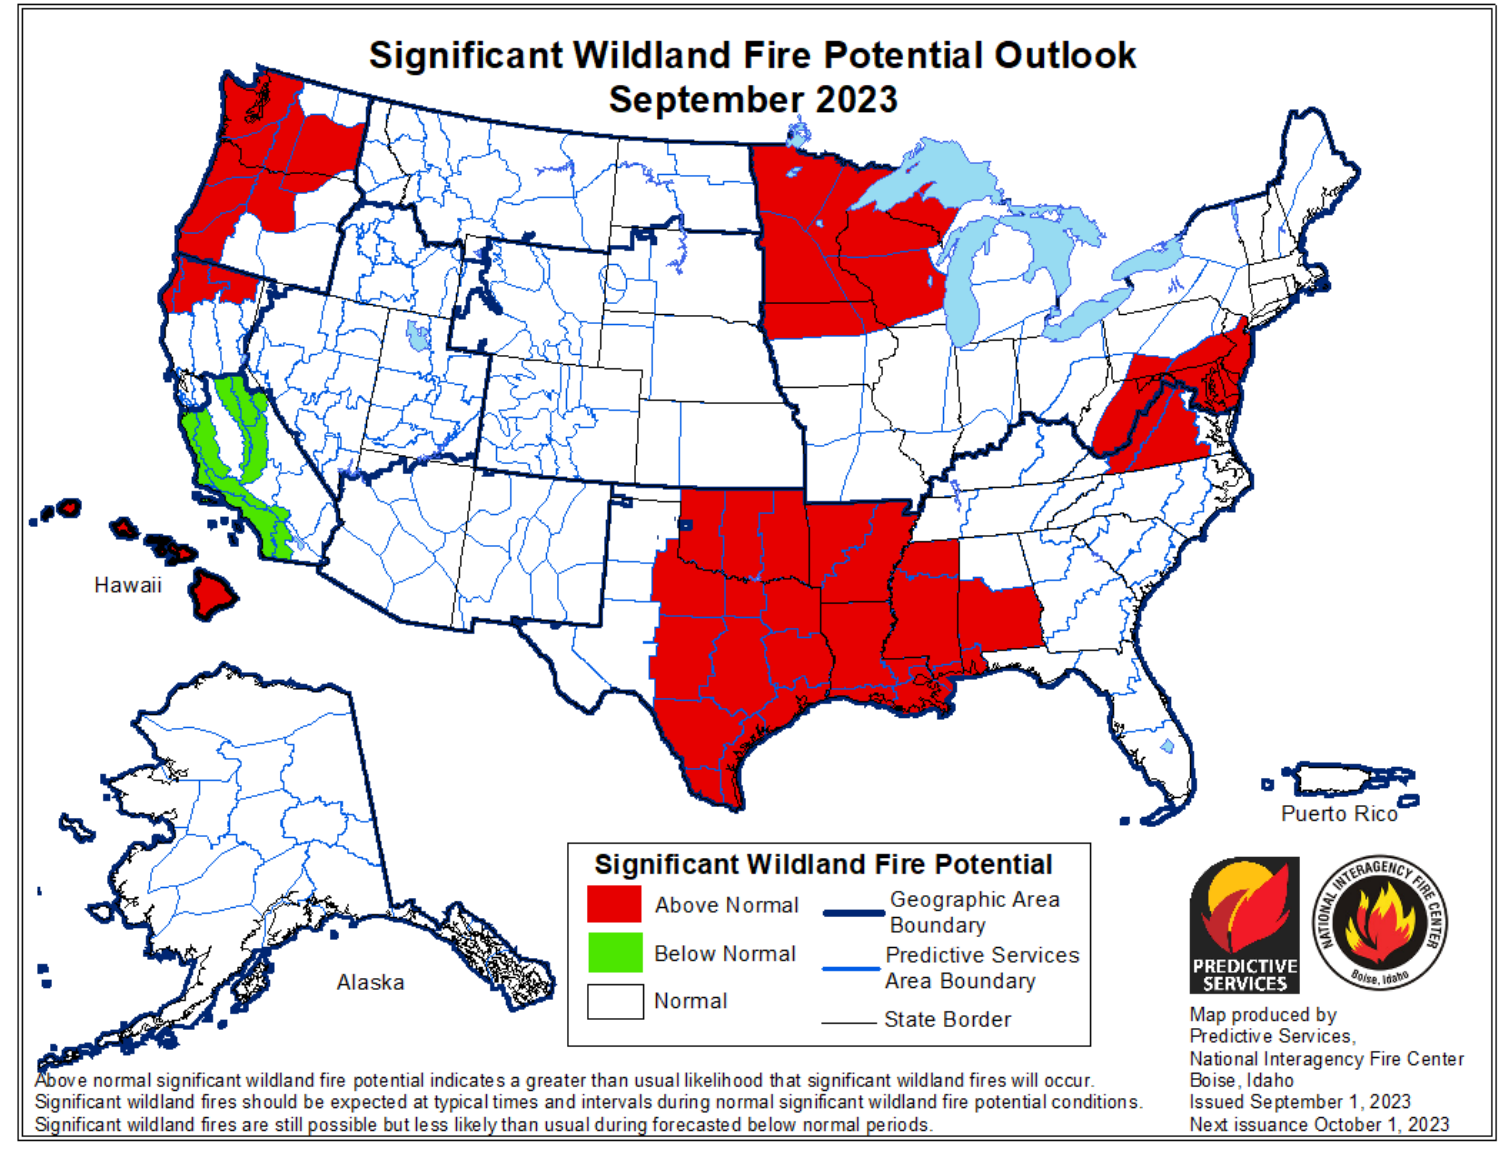 Significant Wildland Fire Potential Outlook
September 2023
Hawaii
Alaska
Puerto Rico
Significant Wildland Fire Potential
Above Normal
Below Normal
Normal
Geographic Area
Boundary
Predictive Services
Area Boundary
State Border
PREDICTIVE
SERVICES
NATIONAL INTERAGENCY FIRE CENTER
Boise, Idaho
Map produced by
Predictive Services,
National Interagency Fire Center
Boise, Idaho
Issued September 1, 2023
Next issuance October 1, 2023
Above normal significant wildland fire potential indicates a greater than usual likelihood that significant wildland fires will occur.
Significant wildland fires should be expected at typical times and intervals during normal significant wildland fire potential conditions.
Significant wildland fires are still possible but less likely than usual during forecasted below normal periods.